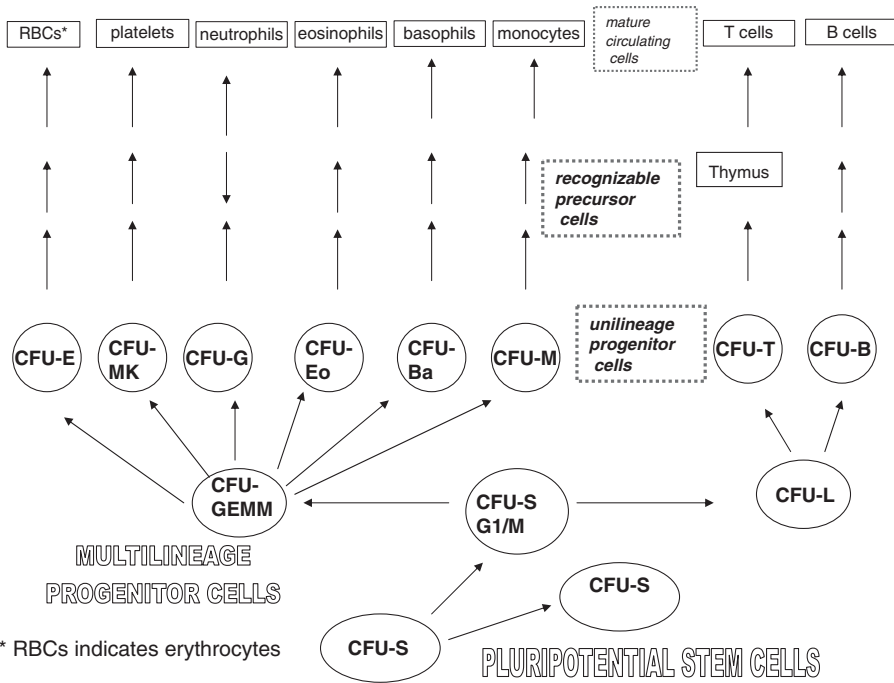 RBCs*
platelets
neutrophils
eosinophils
basophils
monocytes
mature
circulating
cells
T cells
B cells
recognizable
precursor
cells
Thymus
CFU-E
CFU-
MK
CFU-G
CFU-
Eo
CFU-
Ba
CFU-M
unilineage
progenitor
cells
CFU-T
CFU-B
CFU-
GEMM
CFU-S
G1/M
CFU-L
MULTILINEAGE
PROGENITOR CELLS
CFU-S
CFU-S
* RBCs indicates erythrocytes
PLURIPOTENTIAL STEM CELLS